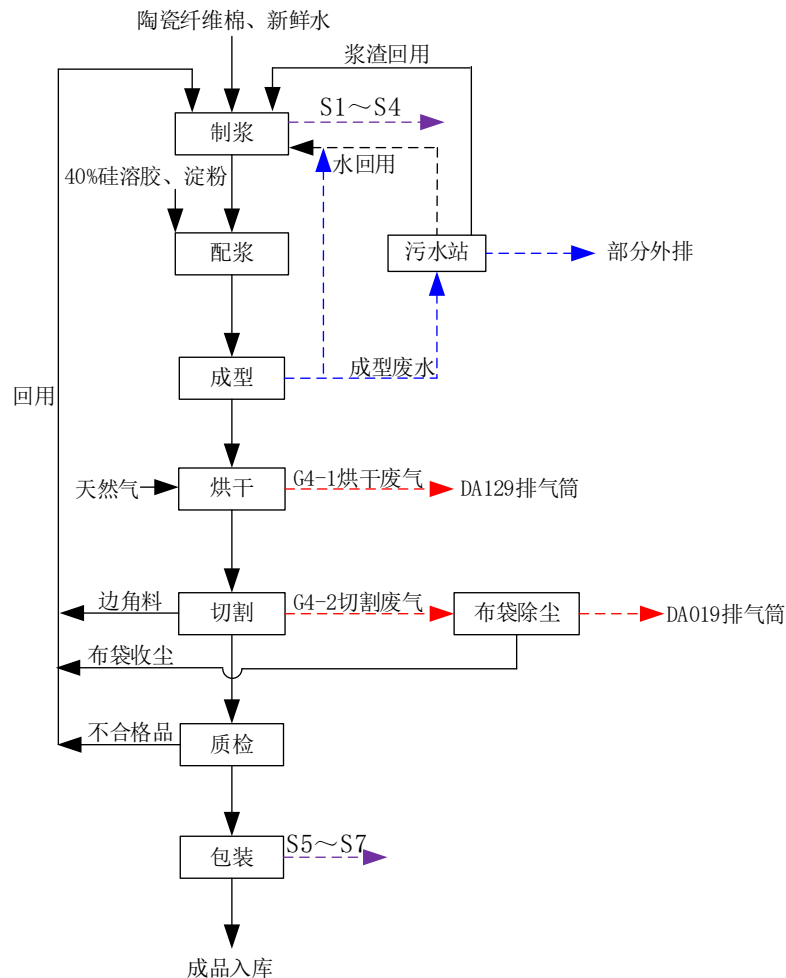 陶瓷纤维棉、新鲜水
浆渣回用
S1～S4
制浆
水回用
40%硅溶胶、淀粉
配浆
污水站
部分外排
成型
成型废水
回用
天然气
烘干
G4-1烘干废气
DA129排气筒
边角料
切割
G4-2切割废气
布袋除尘
DA019排气筒
布袋收尘
不合格品
质检
包装
S5～S7
成品入库